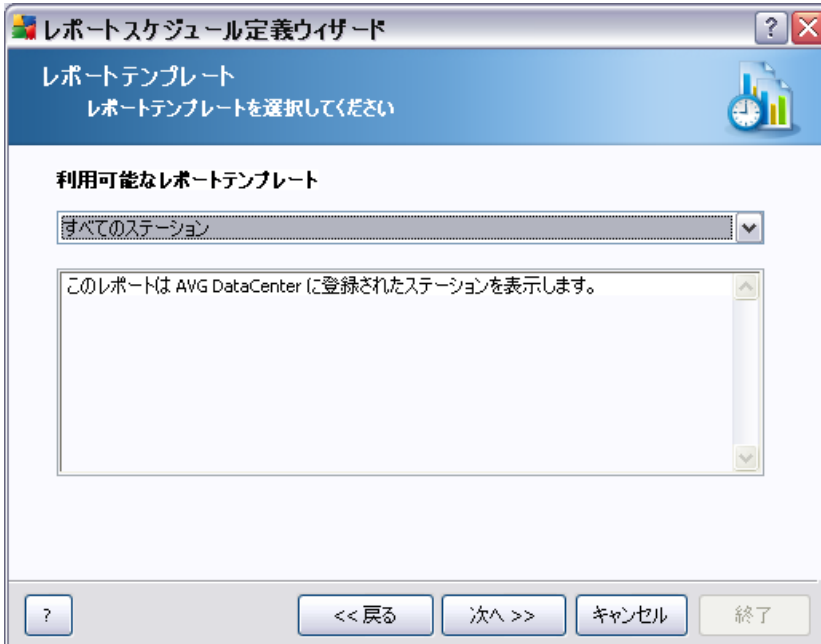 レポートスケジュール定義ウィザード
?
レポートテンプレート
レポートテンプレートを選択してください
利用可能なレポートテンプレート
すべてのステーション
このレポートは AVG DataCenter に登録されたステーションを表示します。
?
<< 戻る
次へ >>
キャンセル
終了